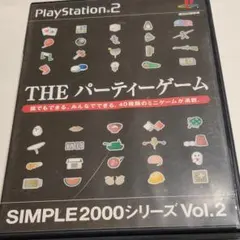 PlayStation 2
THE パーティーゲーム
誰でもできる、みんなでできる、40種類のミニゲームが満載。
SIMPLE2000シリーズ Vol.2